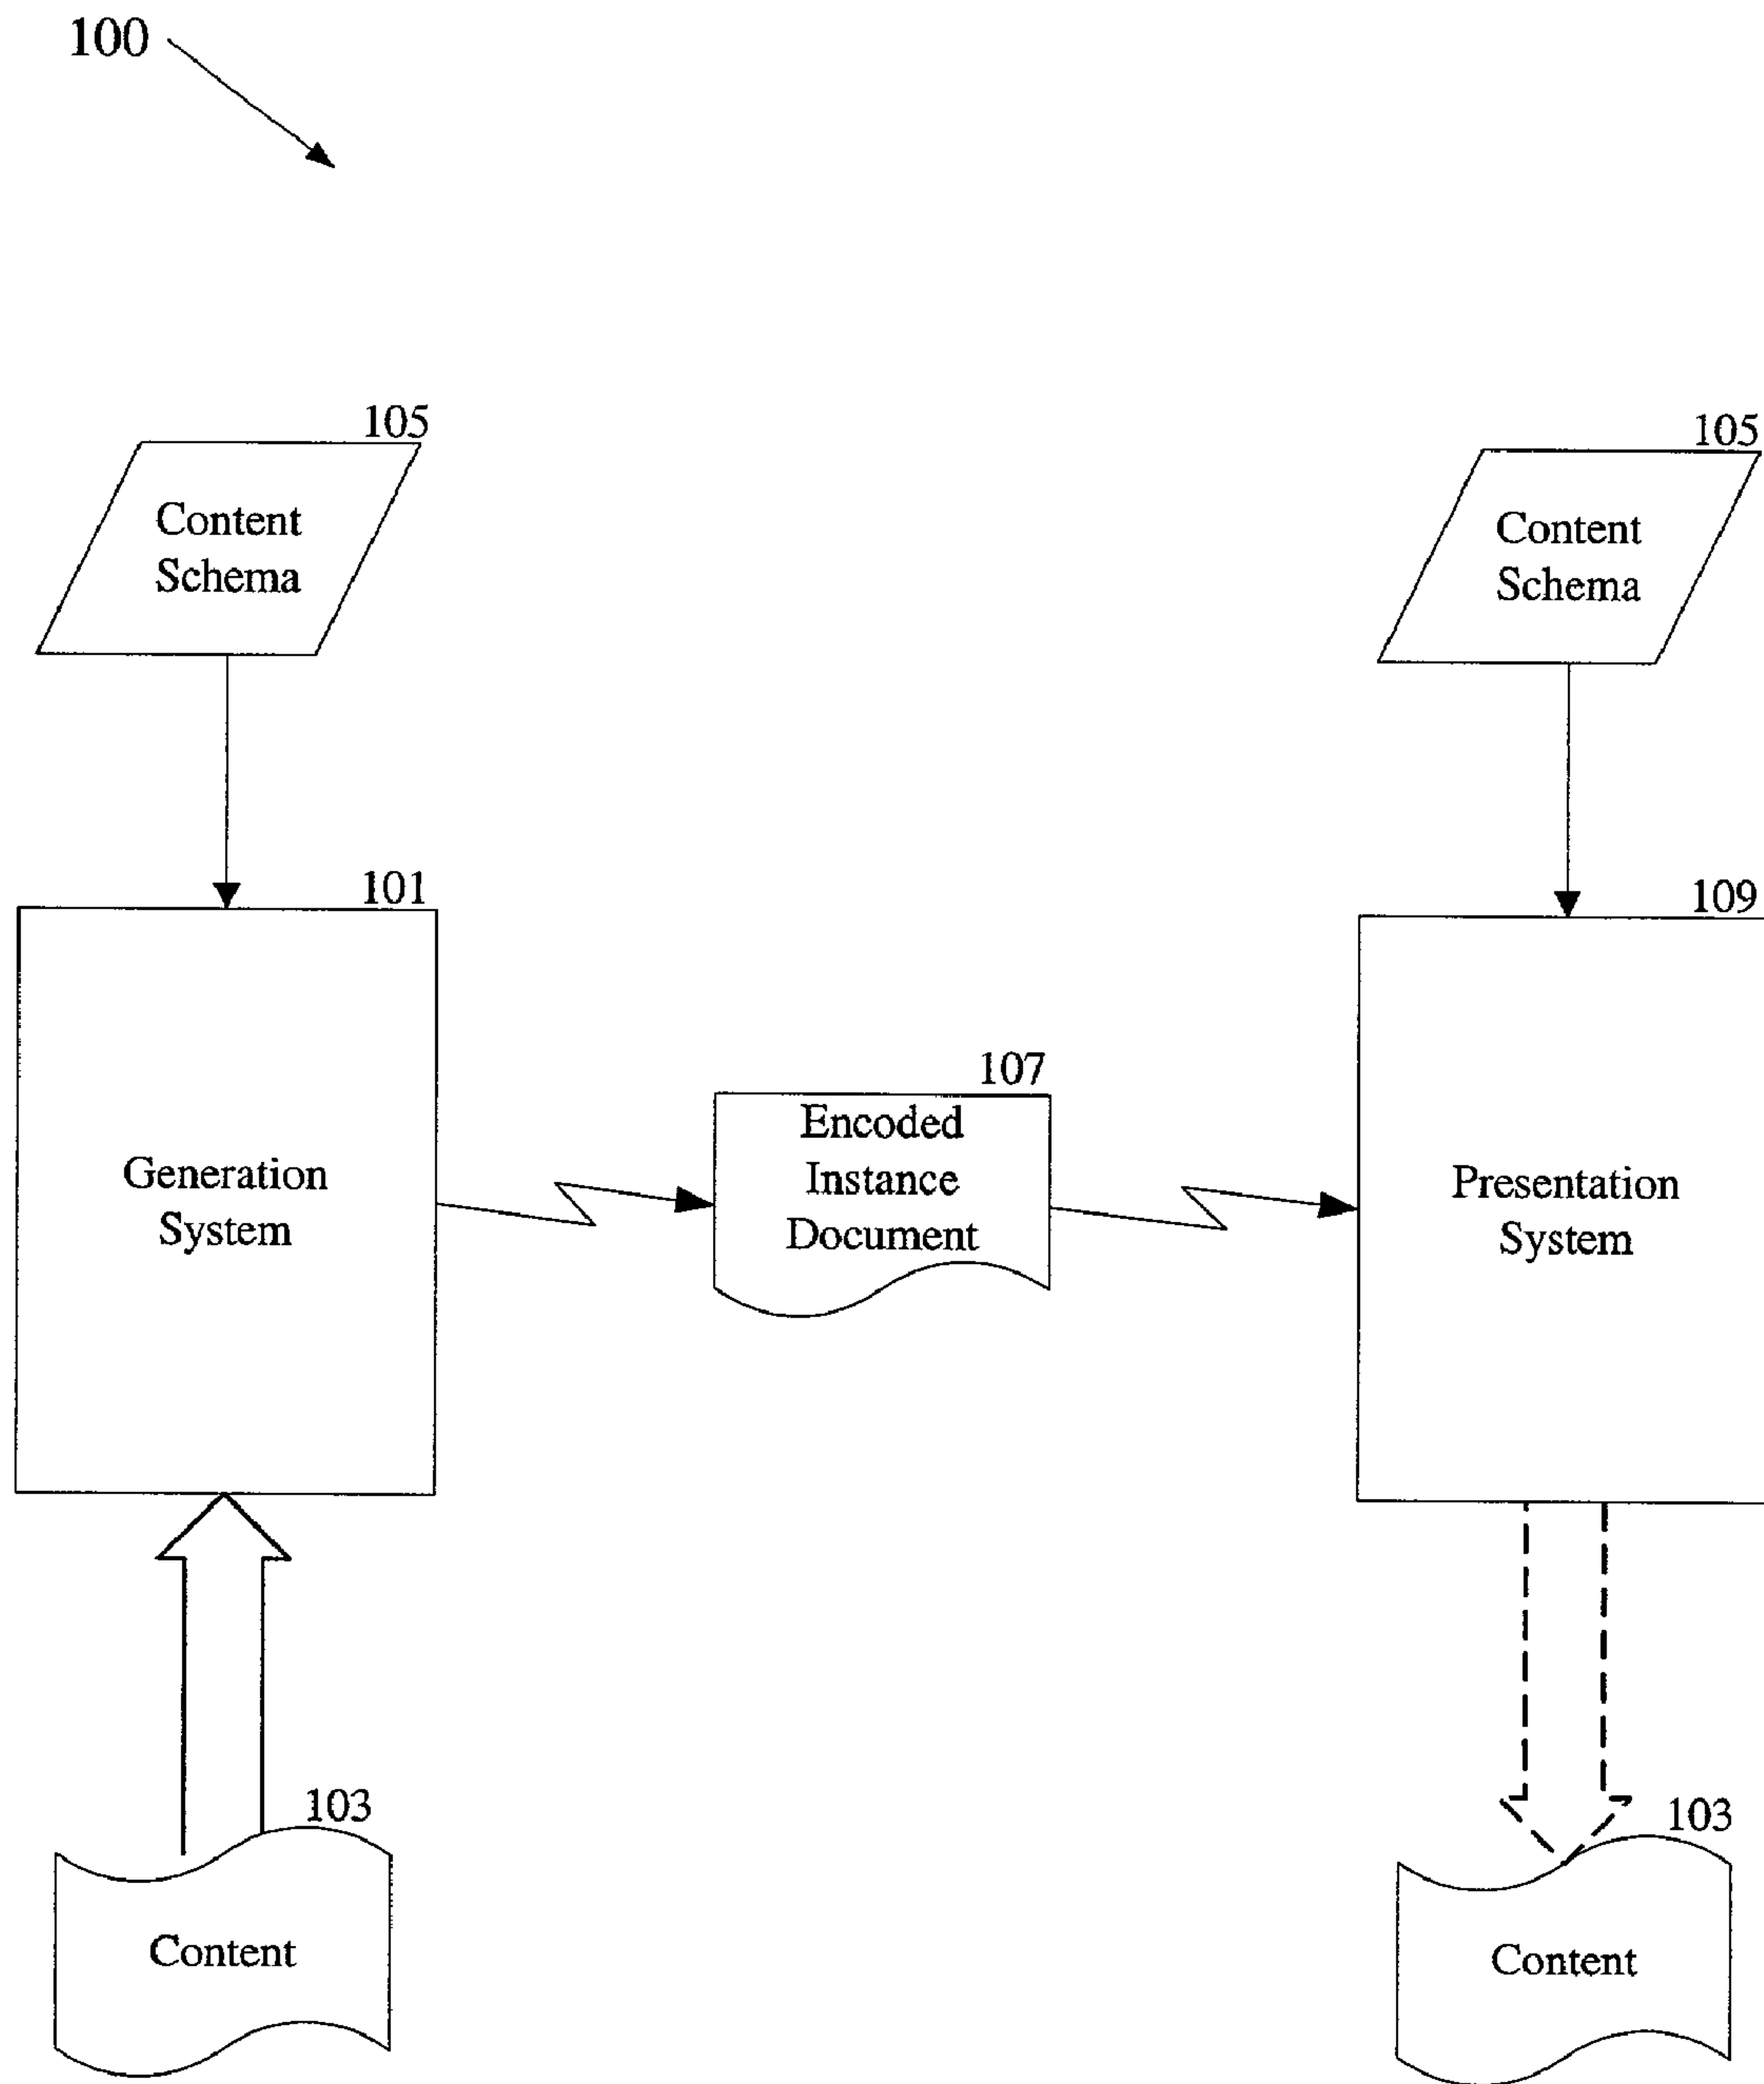 100
105
Content
Schema
105
Content
Schema
101
Generation
System
107
Encoded
Instance
Document
109
Presentation
System
103
Content
103
Content